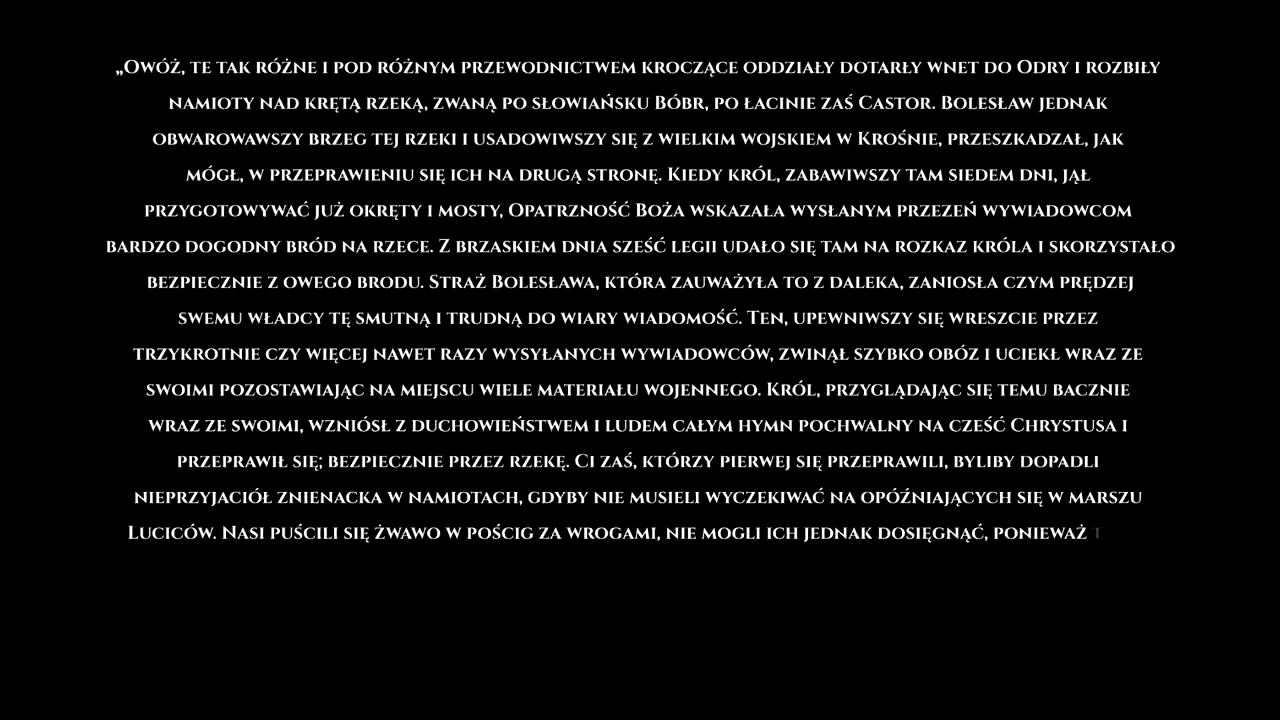 „Owóż, te tak różne i pod różnym przewodnictwem kroczące oddziały dotarły wnet do Odry i rozbiły
namioty nad krętą rzeką, zwaną po słowiańsku Bóbr, po łacinie zaś Castor. Bolesław jednak
obwarowawszy brzeg tej rzeki i usadowiwszy się z wielkim wojskiem w Krośnie, przeszkadzał, jak
mógł, w przeprawieniu się ich na drugą stronę. Kiedy król, zabawiwszy tam siedem dni, jął
przygotowywać już okręty i mosty, Opatrzność Boża wskazała wysłanym przezeń wywiadowcom
bardzo dogodny bród na rzece. Z brzaskiem dnia sześć legii udało się tam na rozkaz króla i skorzystało
bezpiecznie z owego brodu. Straż Bolesława, która zauważyła to z daleka, zaniosła czym prędzej
swemu władcy tę smutną i trudną do wiary wiadomość. Ten, upewniwszy się wreszcie przez
trzykrotnie czy więcej nawet razy wysyłanych wywiadowców, zwinął szybko obóz i uciekł wraz ze
swoimi pozostawiając na miejscu wiele materiału wojennego. Król, przyglądając się temu bacznie
wraz ze swoimi, wzniósł z duchowieństwem i ludem całym hymn pochwalny na cześć Chrystusa i
przeprawił się; bezpiecznie przez rzekę. Ci zaś, którzy pierwej się przeprawili, byliby dopadli
nieprzyjaciół znienacka w namiotach, gdyby nie musieli wyczekiwać na opóźniających się w marszu
Luciców. Nasi puścili się żwawo w pościg za wrogami, nie mogli ich jednak dosięgnąć, ponieważ t